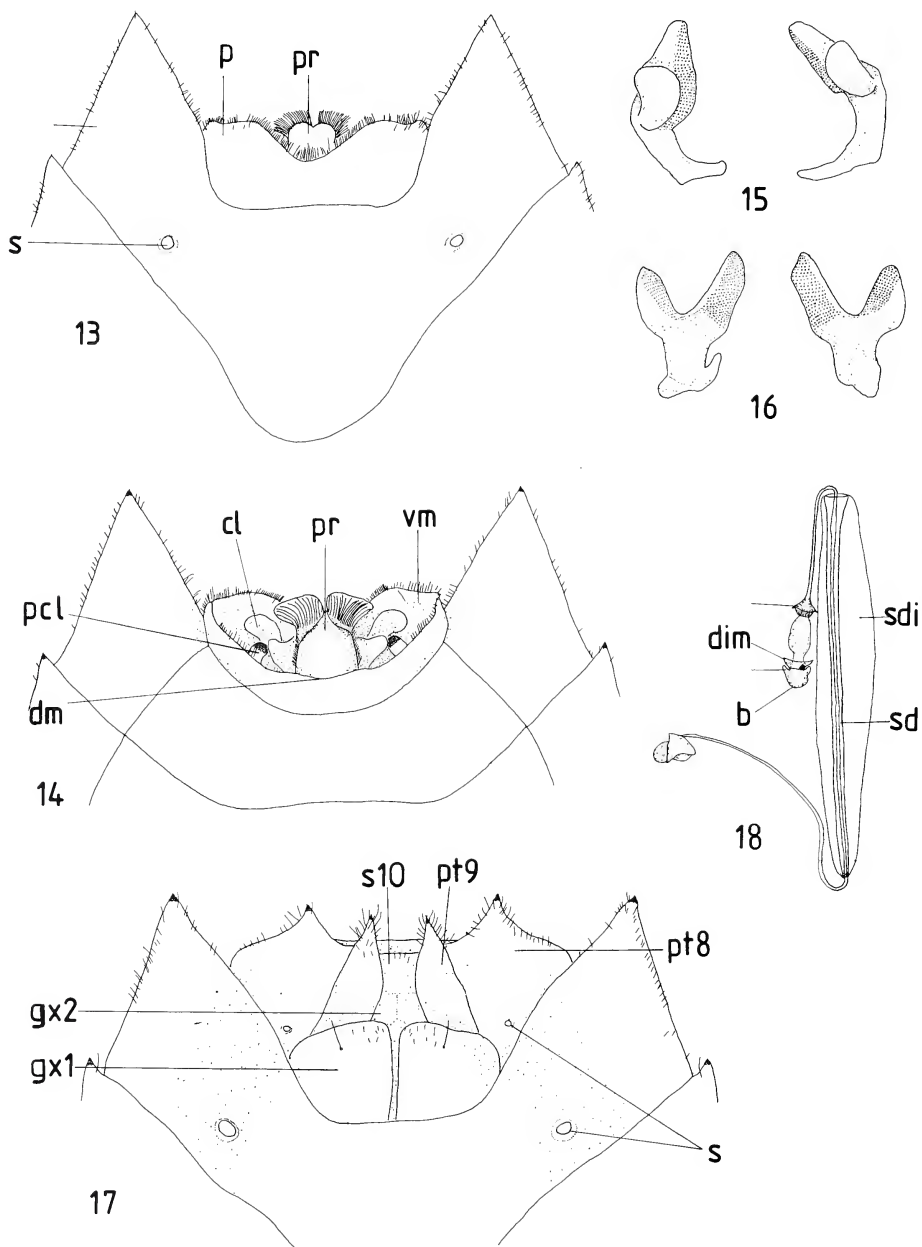 p pr
s
13
15
16
cl pr vm
pcl
dm
14
sdi
dim
b sd
18
s10 pt9
pt8
gx2
gx1
s
17